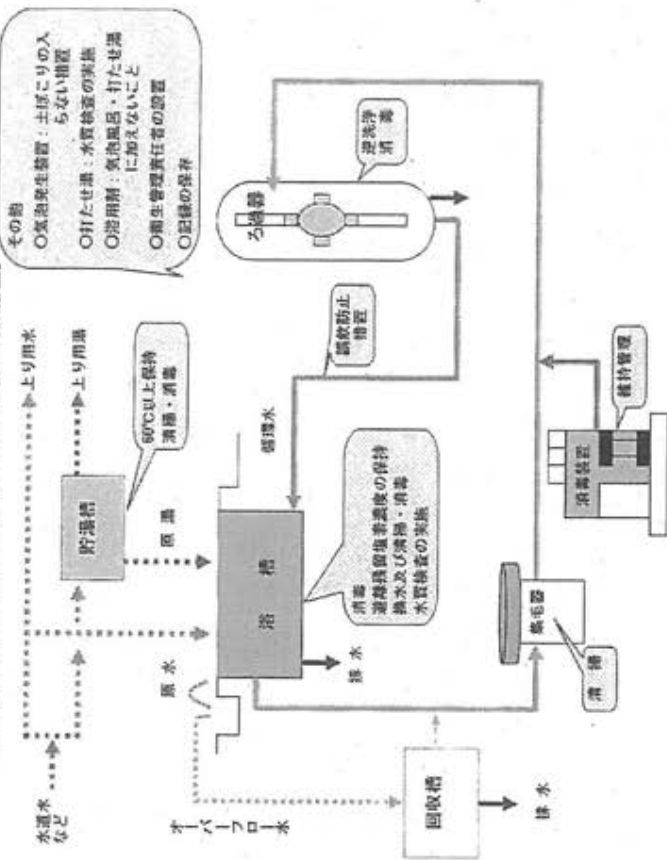 その他
○気泡発生装置：土ぼこりの入
らない措置
○打たせ湯：水質検査の実施
○浴用剤：気泡風呂・打たせ湯
に加えないこと
○衛生管理責任者の設置
○記録の保存
水道水
など
上り用水
上り用湯
貯湯槽
60℃以上保持
清掃・消毒
原水
原湯
循環水
オーバーフロー水
浴槽
消毒
遊離残留塩素濃度の保持
換水及び清掃・消毒
水質検査の実施
排水
誤飲防止
措置
ろ過器
逆洗浄
消毒
回収槽
排水
集毛器
清掃
消毒装置
維持管理